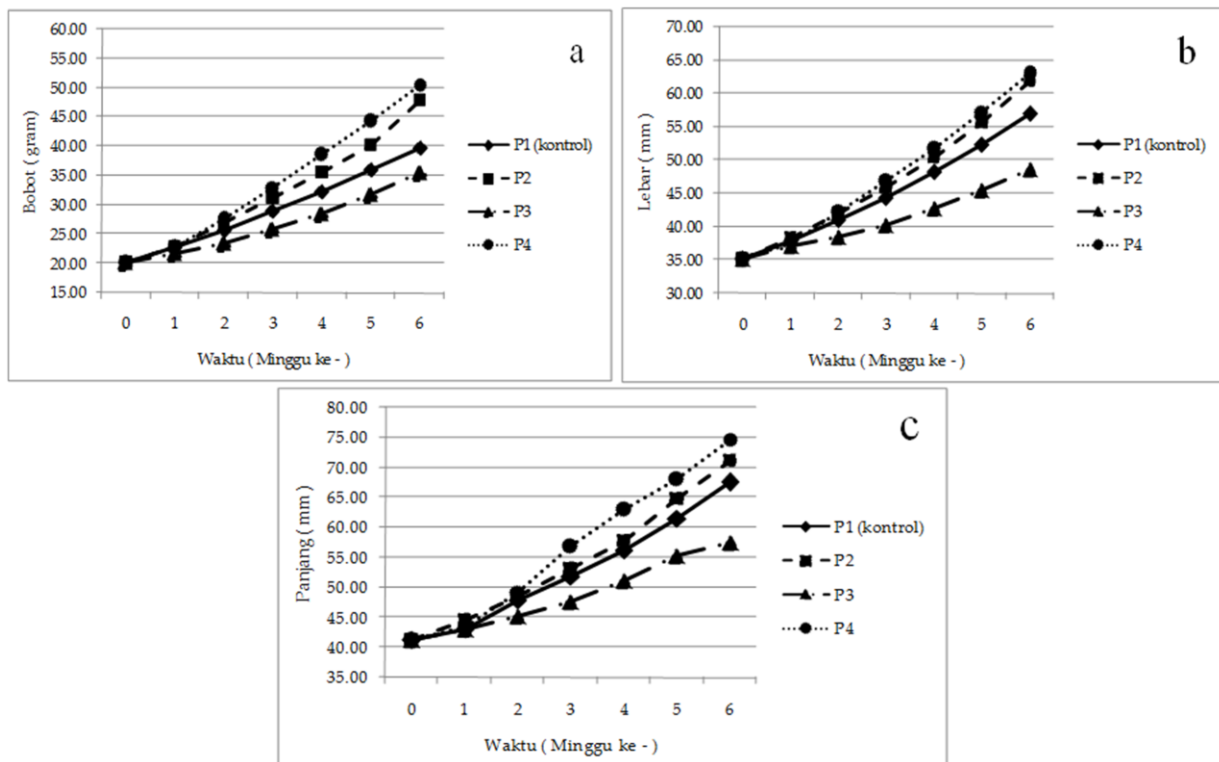 a
60.00
55.00
50.00
45.00
40.00
35.00
30.00
25.00
20.00
15.00
Bobot ( gram)
0 1 2 3 4 5 6
Waktu ( Minggu ke - )
P1 (kontrol)
P2
P3
P4
b
70.00
65.00
60.00
55.00
50.00
45.00
40.00
35.00
30.00
Lebar ( mm )
0 1 2 3 4 5 6
Waktu ( Minggu ke - )
P1 (kontrol)
P2
P3
P4
c
80.00
75.00
70.00
65.00
60.00
55.00
50.00
45.00
40.00
35.00
Panjang ( mm )
0 1 2 3 4 5 6
Waktu ( Minggu ke - )
P1 (kontrol)
P2
P3
P4